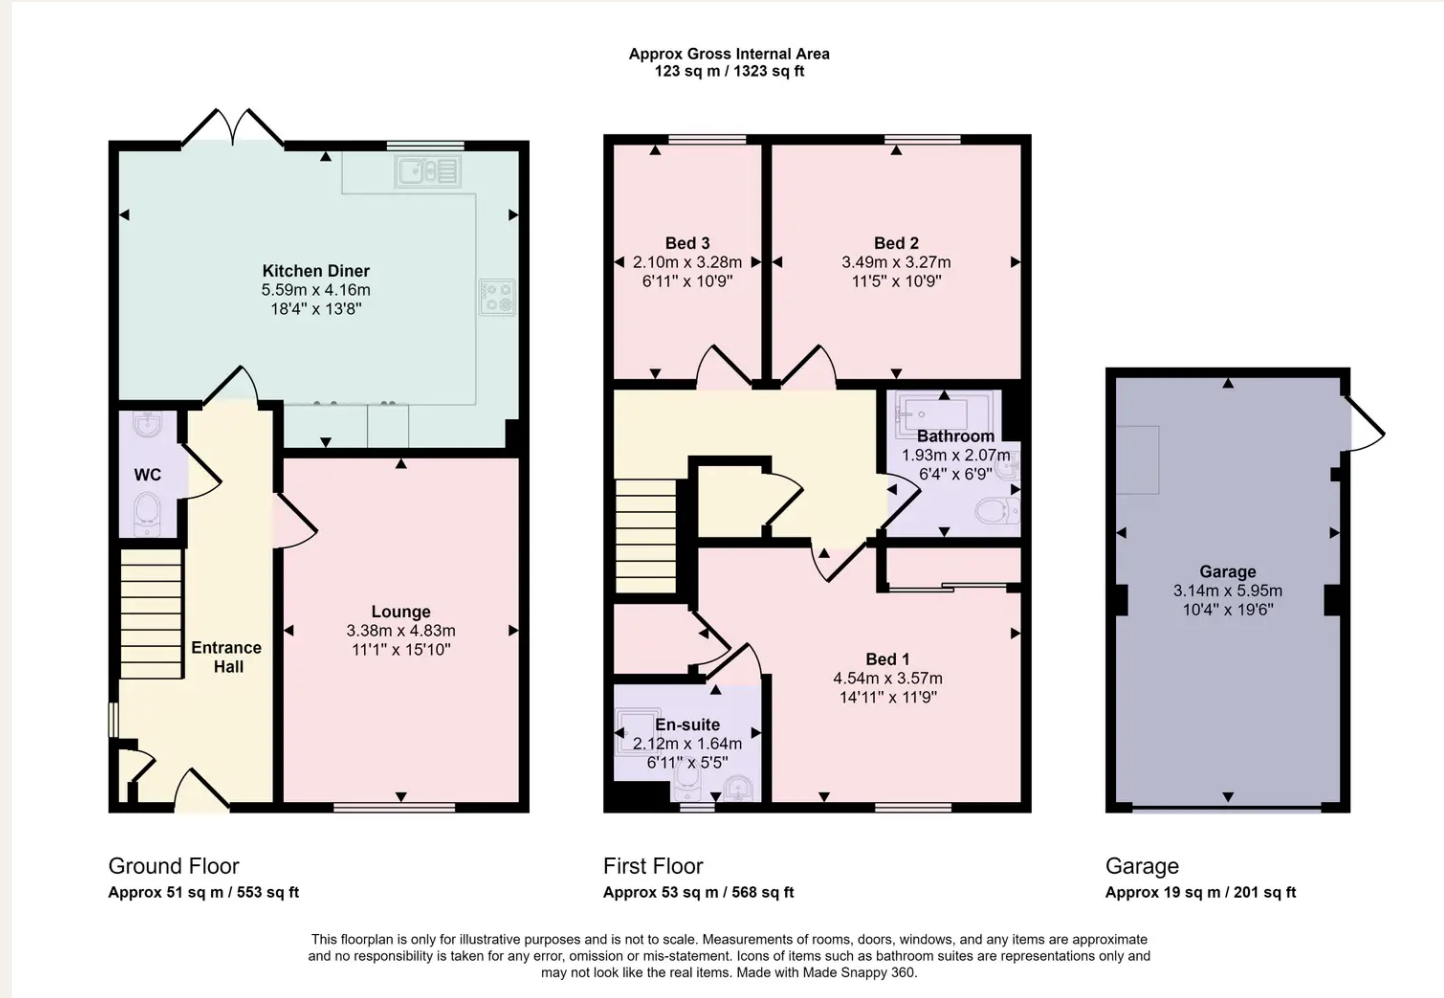 Approx Gross Internal Area
123 sq m / 1323 sq ft
Kitchen Diner
5.59m x 4.16m
18'4" x 13'8"
WC
Lounge
3.38m x 4.83m
11'1" x 15'10"
Entrance
Hall
Ground Floor
Approx 51 sq m / 553 sq ft
Bed 3
2.10m x 3.28m
6'11" x 10'9"
Bed 2
3.49m x 3.27m
11'5" x 10'9"
Bathroom
1.93m x 2.07m
6'4" x 6'9"
Bed 1
4.54m x 3.57m
14'11" x 11'9"
En-suite
2.12m x 1.64m
6'11" x 5'5"
First Floor
Approx 53 sq m / 568 sq ft
Garage
3.14m x 5.95m
10'4" x 19'6"
Garage
Approx 19 sq m / 201 sq ft
This floorplan is only for illustrative purposes and is not to scale. Measurements of rooms, doors, windows, and any items are approximate
and no responsibility is taken for any error, omission or mis-statement. Icons of items such as bathroom suites are representations only and
may not look like the real items. Made with Made Snappy 360.